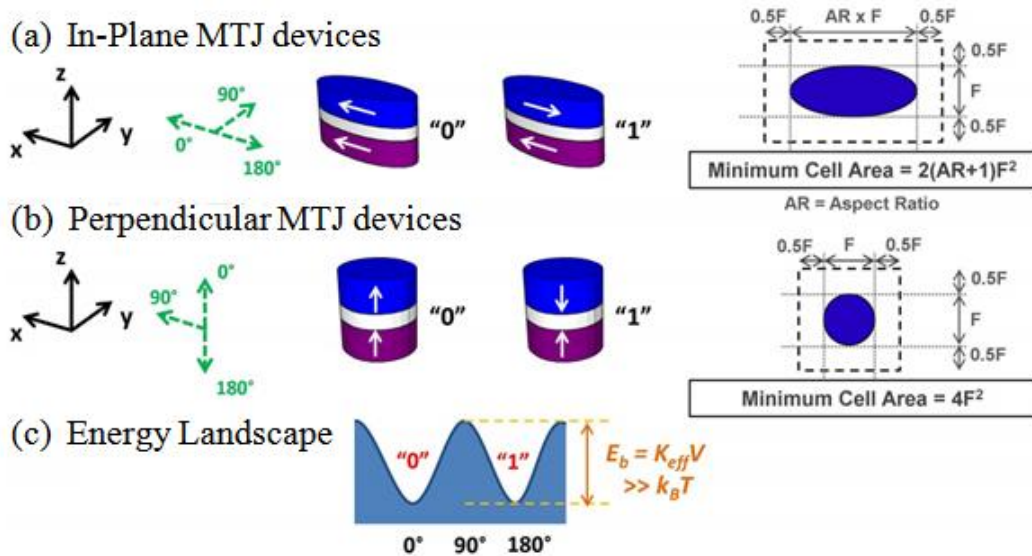 (a) In-Plane MTJ devices
z
x
y
90°
0°
180°
"0"
"1"
0.5F AR x F 0.5F
0.5F
F
0.5F
Minimum Cell Area = 2(AR+1)F²
AR = Aspect Ratio
(b) Perpendicular MTJ devices
z
x
y
0°
90°
180°
"0"
"1"
0.5F F 0.5F
0.5F
F
0.5F
Minimum Cell Area = 4F²
(c) Energy Landscape
"0" "1"
E_b = K_eff V
>> k_B T
0° 90° 180°